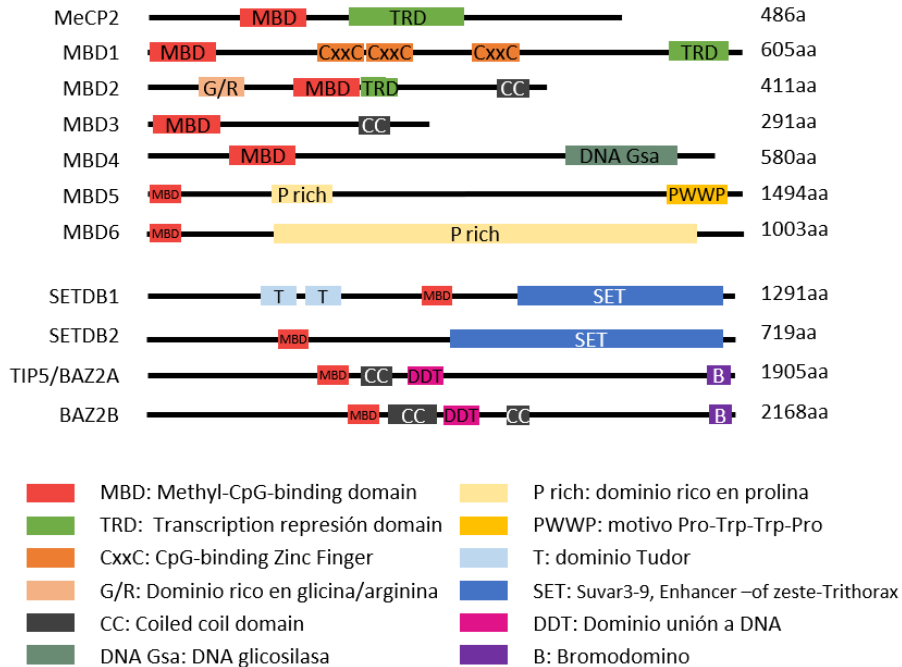 MeCP2 MBD TRD 486a
MBD1 MBD CxxC CxxC CxxC TRD 605aa
MBD2 G/R MBD TRD CC 411aa
MBD3 MBD CC 291aa
MBD4 MBD DNA Gsa 580aa
MBD5 MBD P rich PWWP 1494aa
MBD6 MBD P rich 1003aa
SETDB1 T T MBD SET 1291aa
SETDB2 MBD SET 719aa
TIP5/BAZ2A MBD CC DDT B 1905aa
BAZ2B MBD CC DDT CC B 2168aa
MBD: Methyl-CpG-binding domain
TRD: Transcription represión domain
CxxC: CpG-binding Zinc Finger
G/R: Dominio rico en glicina/arginina
CC: Coiled coil domain
DNA Gsa: DNA glicosilasa
P rich: dominio rico en prolina
PWWP: motivo Pro-Trp-Trp-Pro
T: dominio Tudor
SET: Suvar3-9, Enhancer –of zeste-Trithorax
DDT: Dominio unión a DNA
B: Bromodomino